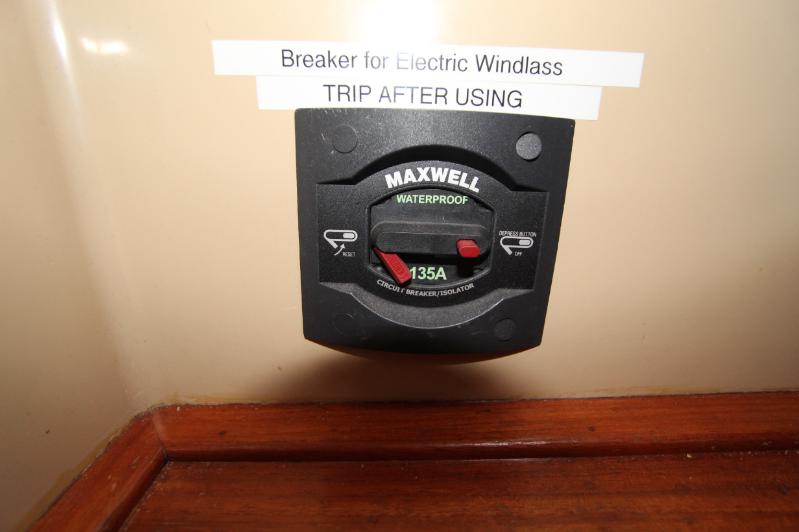 Breaker for Electric Windlass
TRIP AFTER USING
MAXWELL
WATERPROOF
RESET
DEPRESS BUTTON
OFF
135A
CIRCUIT BREAKER/ISOLATOR